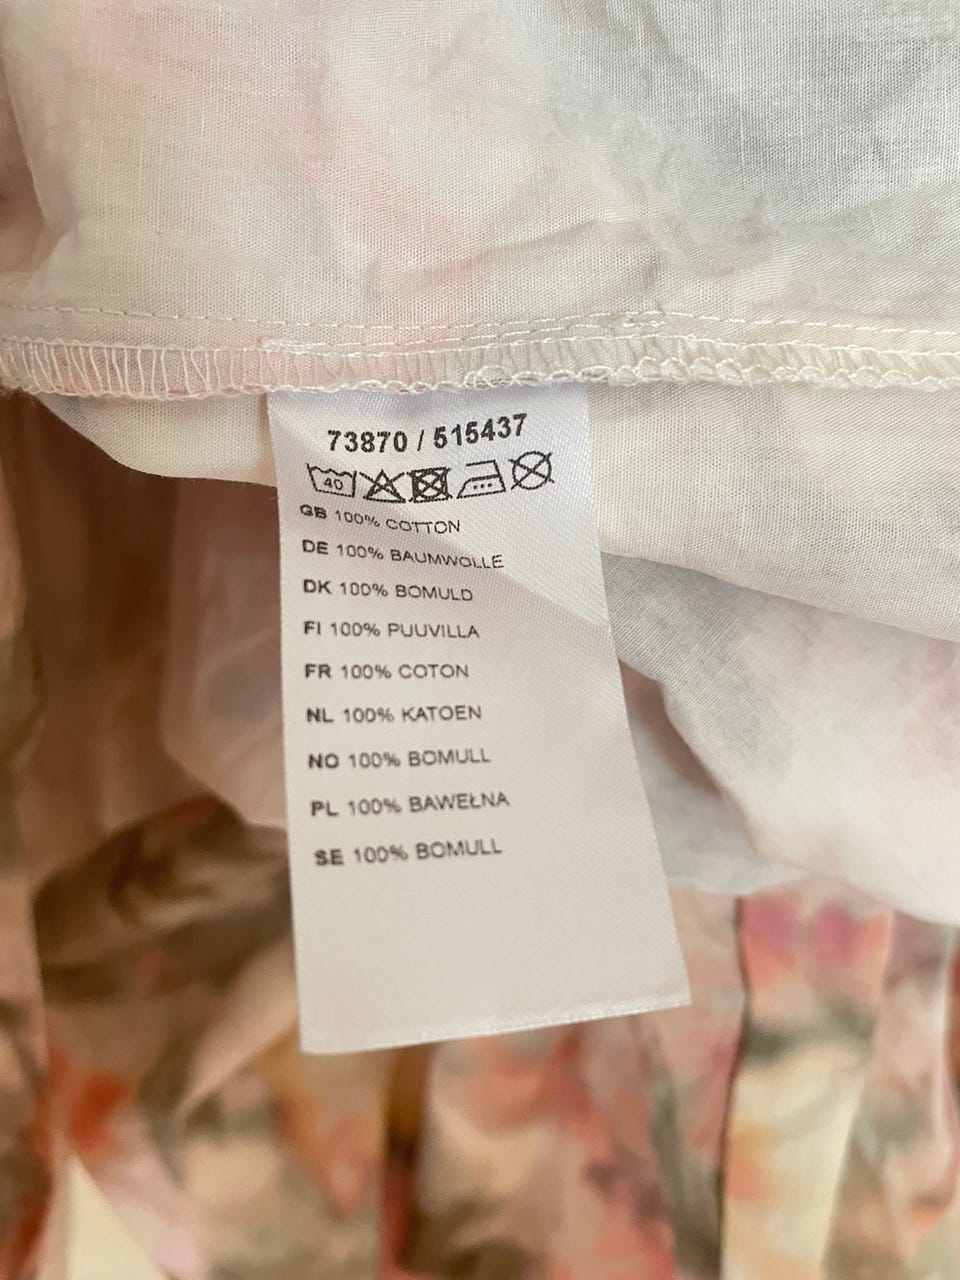 73870 / 515437
40
GB 100% COTTON
DE 100% BAUMWOLLE
DK 100% BOMULD
FI 100% PUUVILLA
FR 100% COTON
NL 100% KATOEN
NO 100% BOMULL
PL 100% BAWEŁNA
SE 100% BOMULL